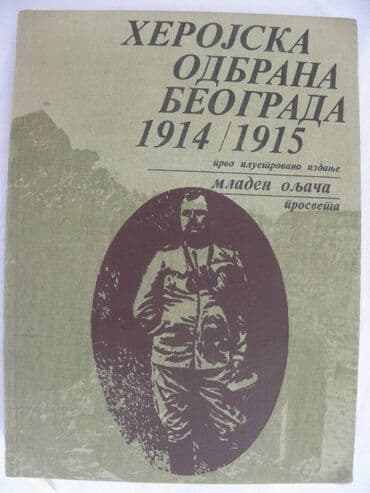 ХЕРОЈСКА
ОДБРАНА
БЕОГРАДА
1914/1915
прво илустровано издање
младен ољача
просвета